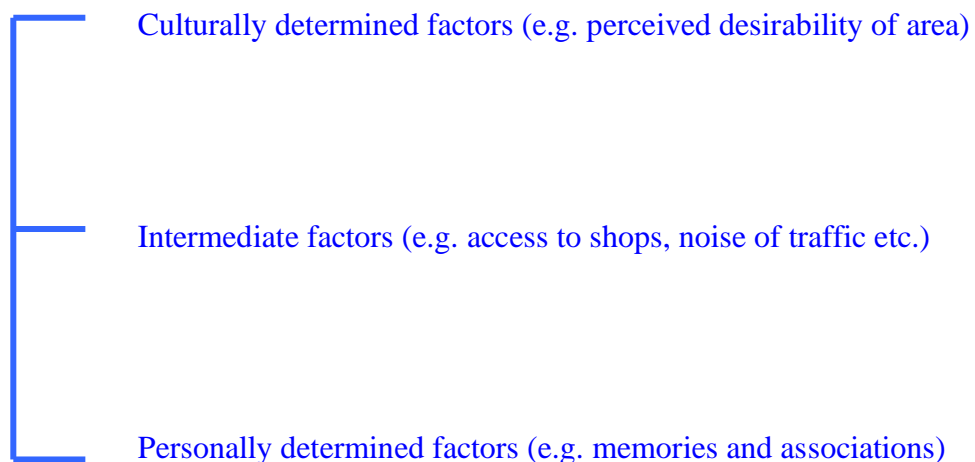 Culturally determined factors (e.g. perceived desirability of area)
Intermediate factors (e.g. access to shops, noise of traffic etc.)
Personally determined factors (e.g. memories and associations)